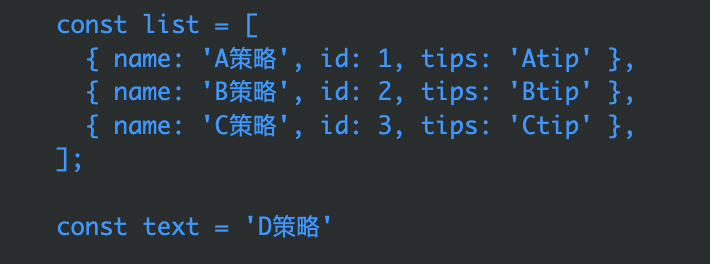 const list = [
  { name: 'A策略', id: 1, tips: 'Atip' },
  { name: 'B策略', id: 2, tips: 'Btip' },
  { name: 'C策略', id: 3, tips: 'Ctip' },
];
const text = 'D策略'